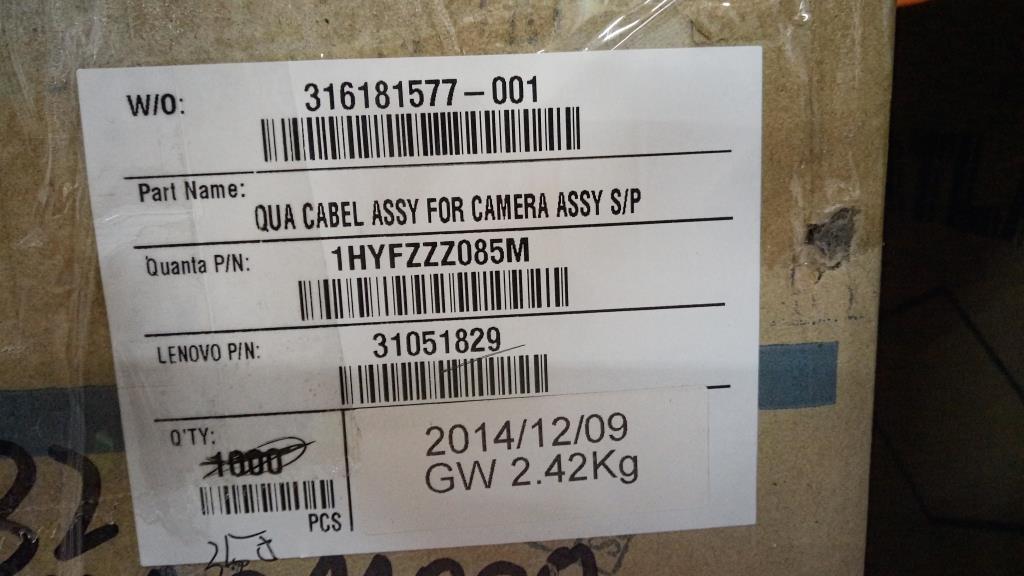 W/O: 316181577-001
Part Name:
QUA CABEL ASSY FOR CAMERA ASSY S/P
Quanta P/N: 1HYFZZZ085M
LENOVO P/N: 31051829
Q'TY:
1000
PCS
2014/12/09
GW 2.42Kg